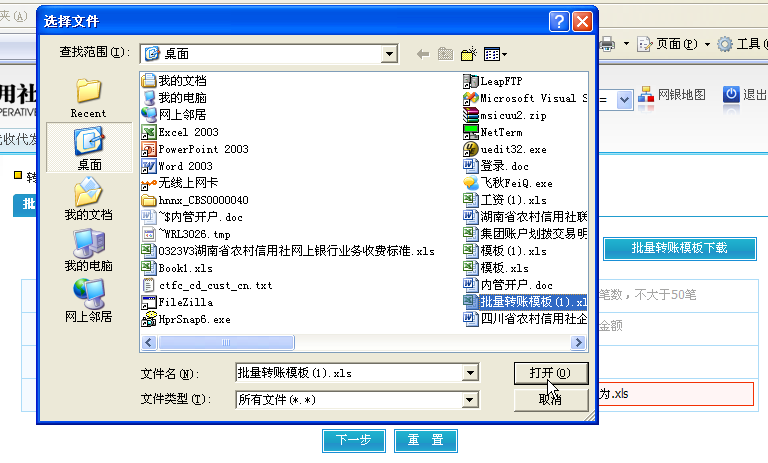 夹(A)
选择文件
页面(P)
工具(O
查找范围(I):
桌面
用社
PERATIVE
网银地图
退出
代收代发
Recent
桌面
我的文档
我的电脑
网上邻居
我的文档
我的电脑
网上邻居
Excel 2003
PowerPoint 2003
Word 2003
无线上网卡
hnnx_CBS0000040
~$内管开户.doc
~WRL3026.tmp
0323V3湖南省农村信用社网上银行业务收费标准.xls
Book1.xls
ctfc_cd_cust_cn.txt
FileZilla
HprSnap6.exe
LeapFTP
Microsoft Visual S
msicuu2.zip
NetTerm
uedit32.exe
登录.doc
飞秋FeiQ.exe
工资(1).xls
湖南省农村信用社联
集团账户划拨交易明
模板(1).xls
模板.xls
内管开户.doc
批量转账模板(1).xl
四川省农村信用社企
转
批
批量转账模板下载
笔数，不大于50笔
金额
文件名(N):
批量转账模板(1).xls
打开(O)
文件类型(T):
所有文件(*.*)
取消
为.xls
下一步
重 置